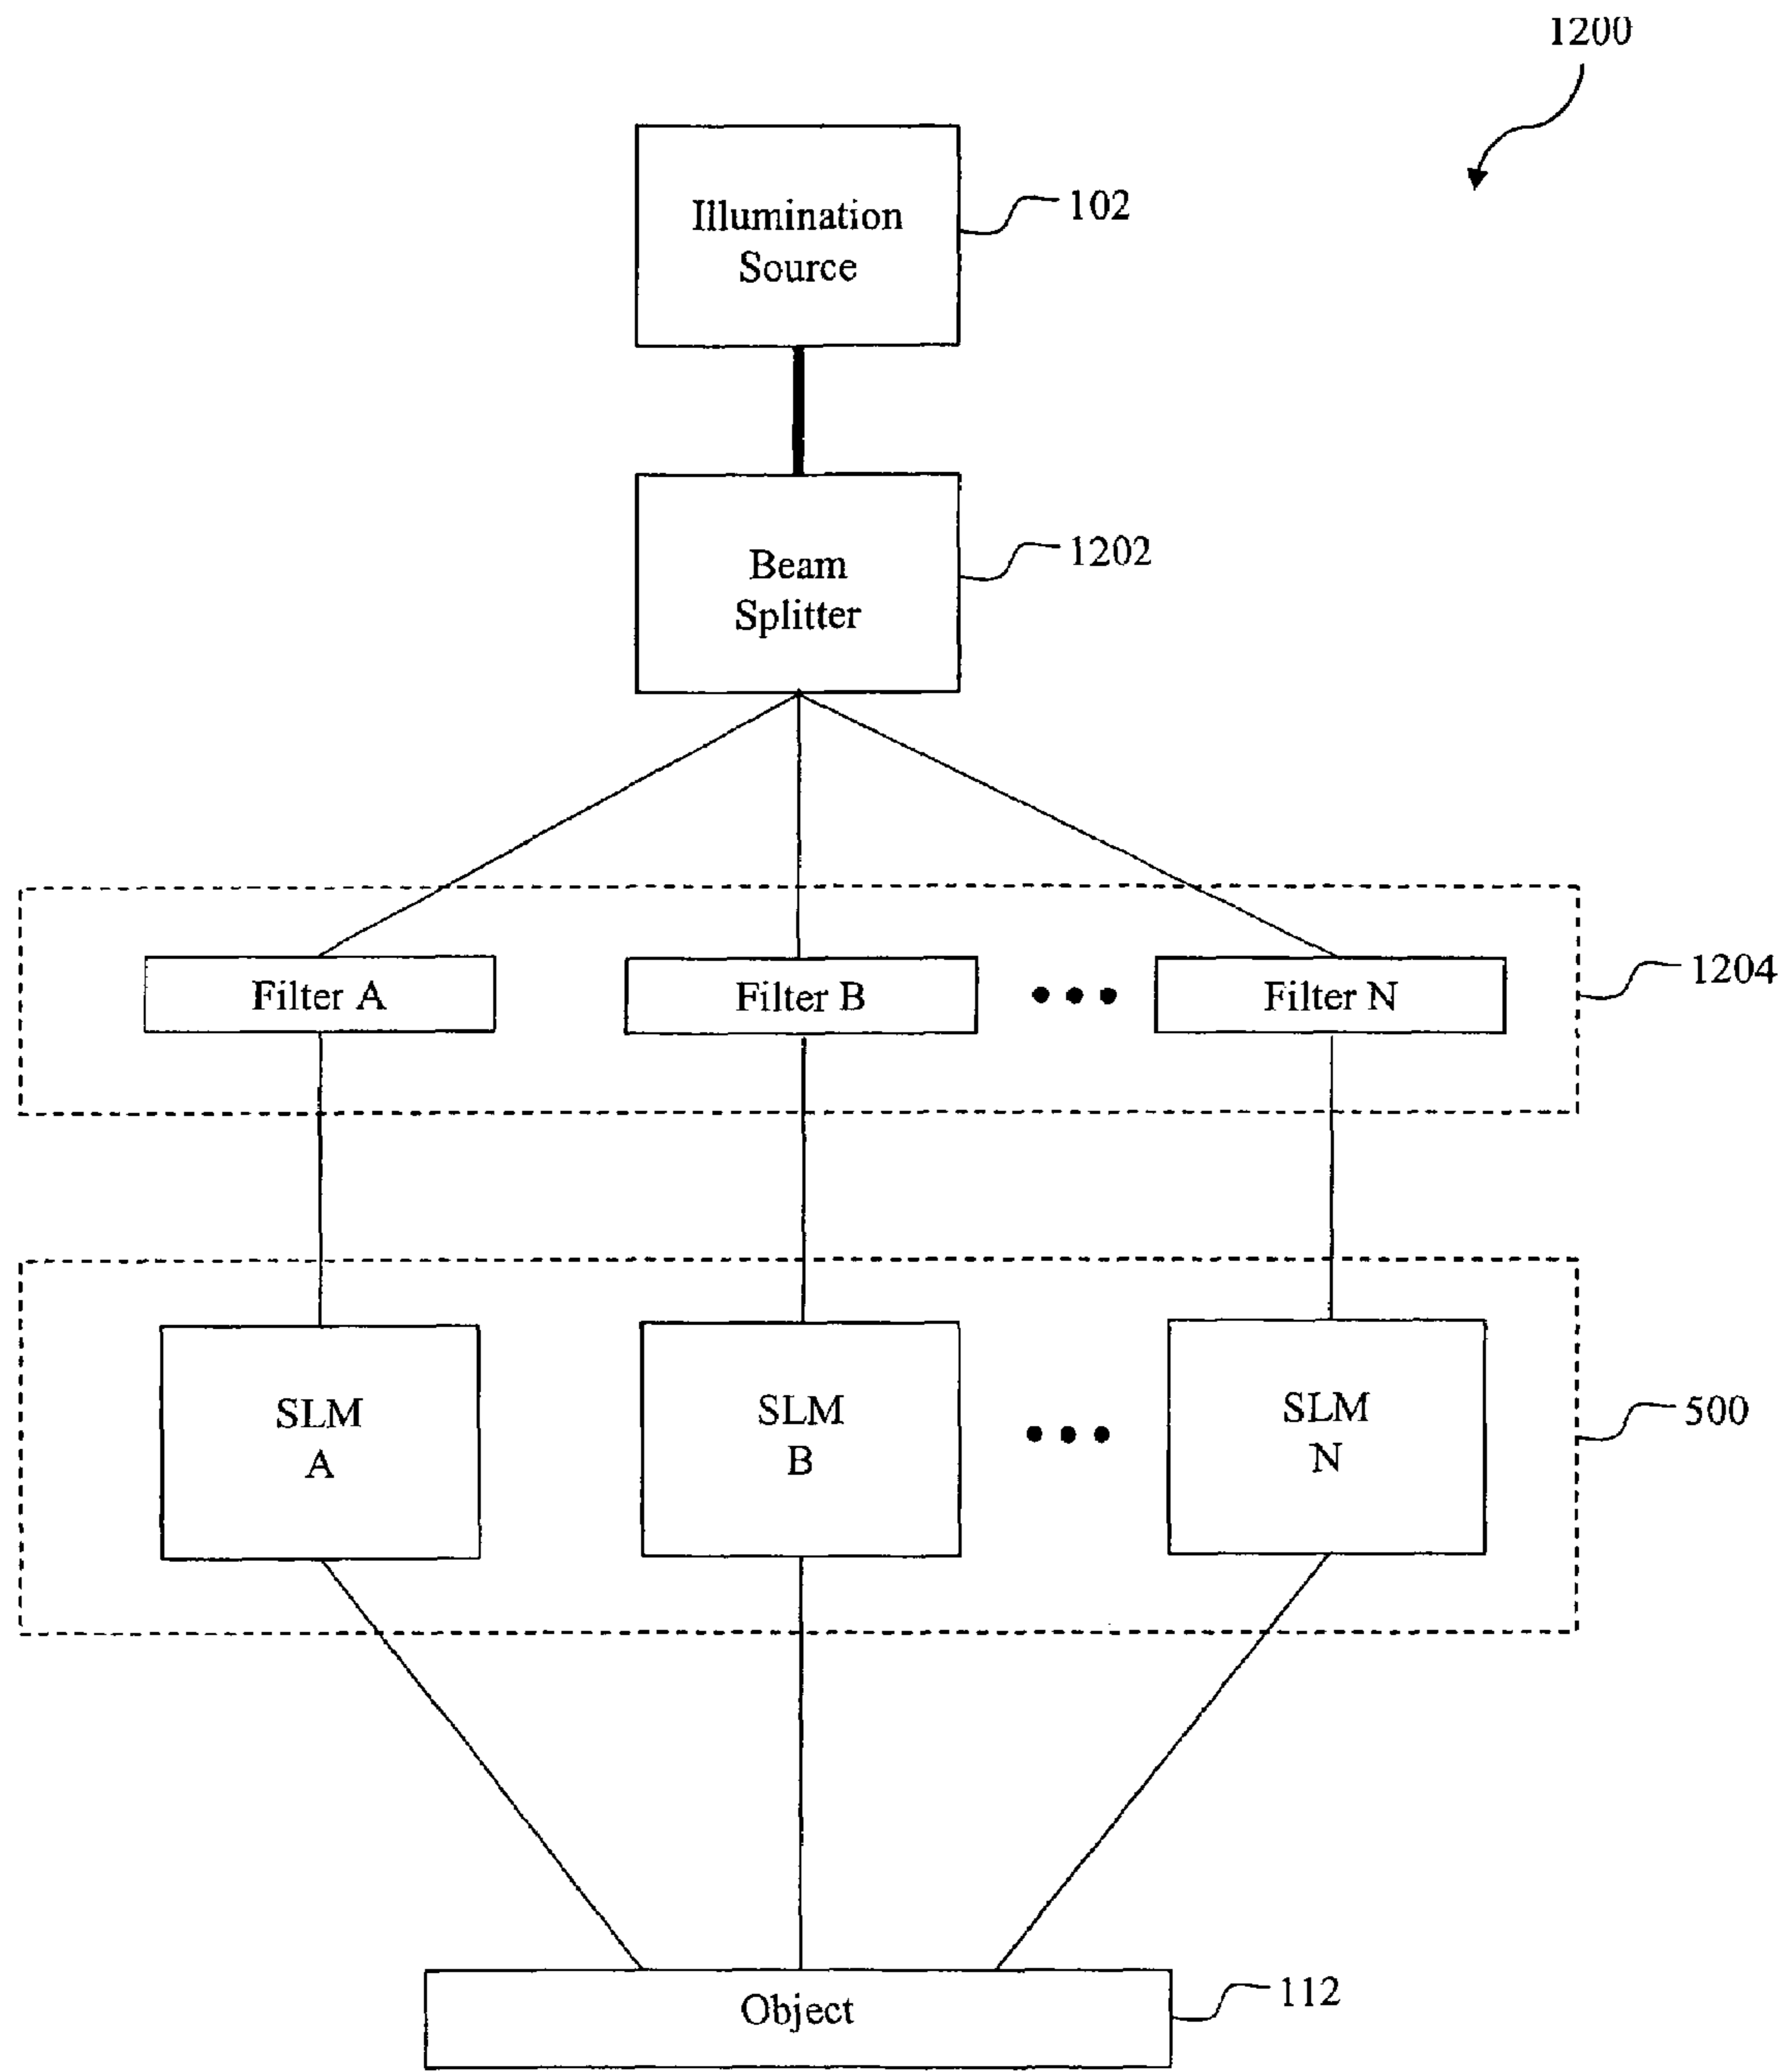 1200
Illumination
Source
102
Beam
Splitter
1202
Filter A
Filter B
Filter N
1204
SLM
A
SLM
B
SLM
N
500
Object
112